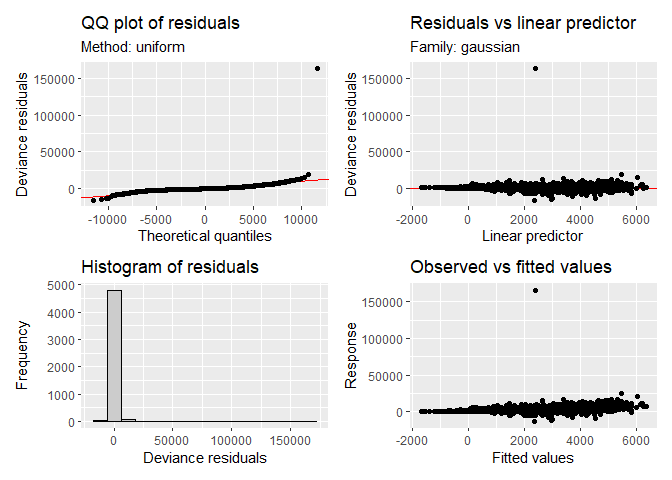 QQ plot of residuals
Method: uniform
Deviance residuals
150000
100000
50000
0
-10000 -5000 0 5000 10000
Theoretical quantiles
Residuals vs linear predictor
Family: gaussian
Deviance residuals
150000
100000
50000
0
-2000 0 2000 4000 6000
Linear predictor
Histogram of residuals
Frequency
5000
4000
3000
2000
1000
0
0 50000 100000 150000
Deviance residuals
Observed vs fitted values
Response
150000
100000
50000
0
-2000 0 2000 4000 6000
Fitted values